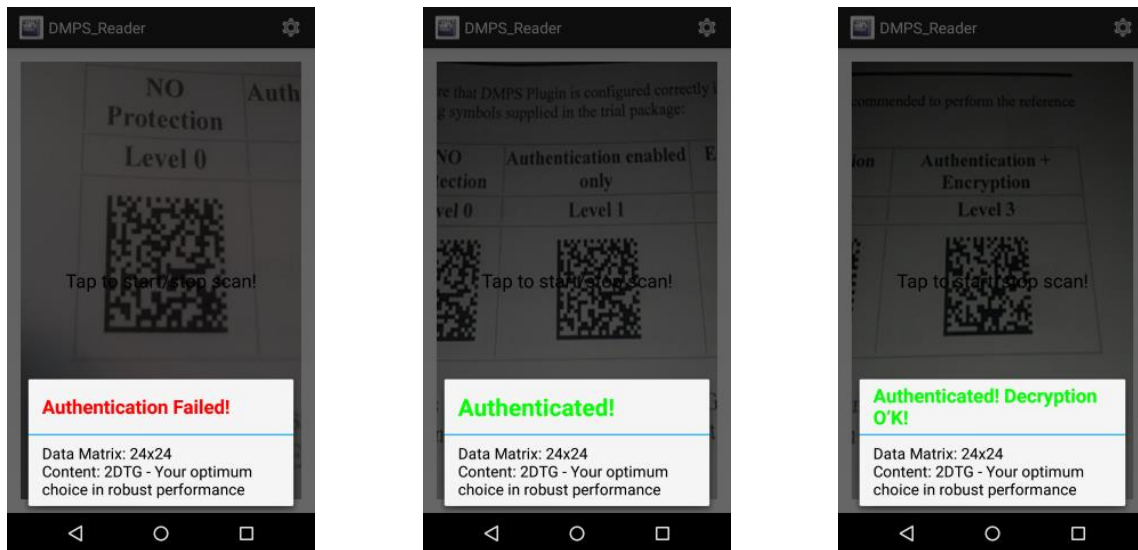 DMPS_Reader
NO
Protection
Auth
Level 0
Tap to start/stop scan!
Authentication Failed!
Data Matrix: 24x24
Content: 2DTG - Your optimum
choice in robust performance
DMPS_Reader
re that DMPS Plugin is configured correctly i
g symbols supplied in the trial package:
NO
tection
Authentication enabled
only
E
vel 0
Level 1
Tap to start/stop scan!
Authenticated!
Data Matrix: 24x24
Content: 2DTG - Your optimum
choice in robust performance
DMPS_Reader
commended to perform the reference
ion
Authentication +
Encryption
Level 3
Tap to start/stop scan!
Authenticated! Decryption
O'K!
Data Matrix: 24x24
Content: 2DTG - Your optimum
choice in robust performance